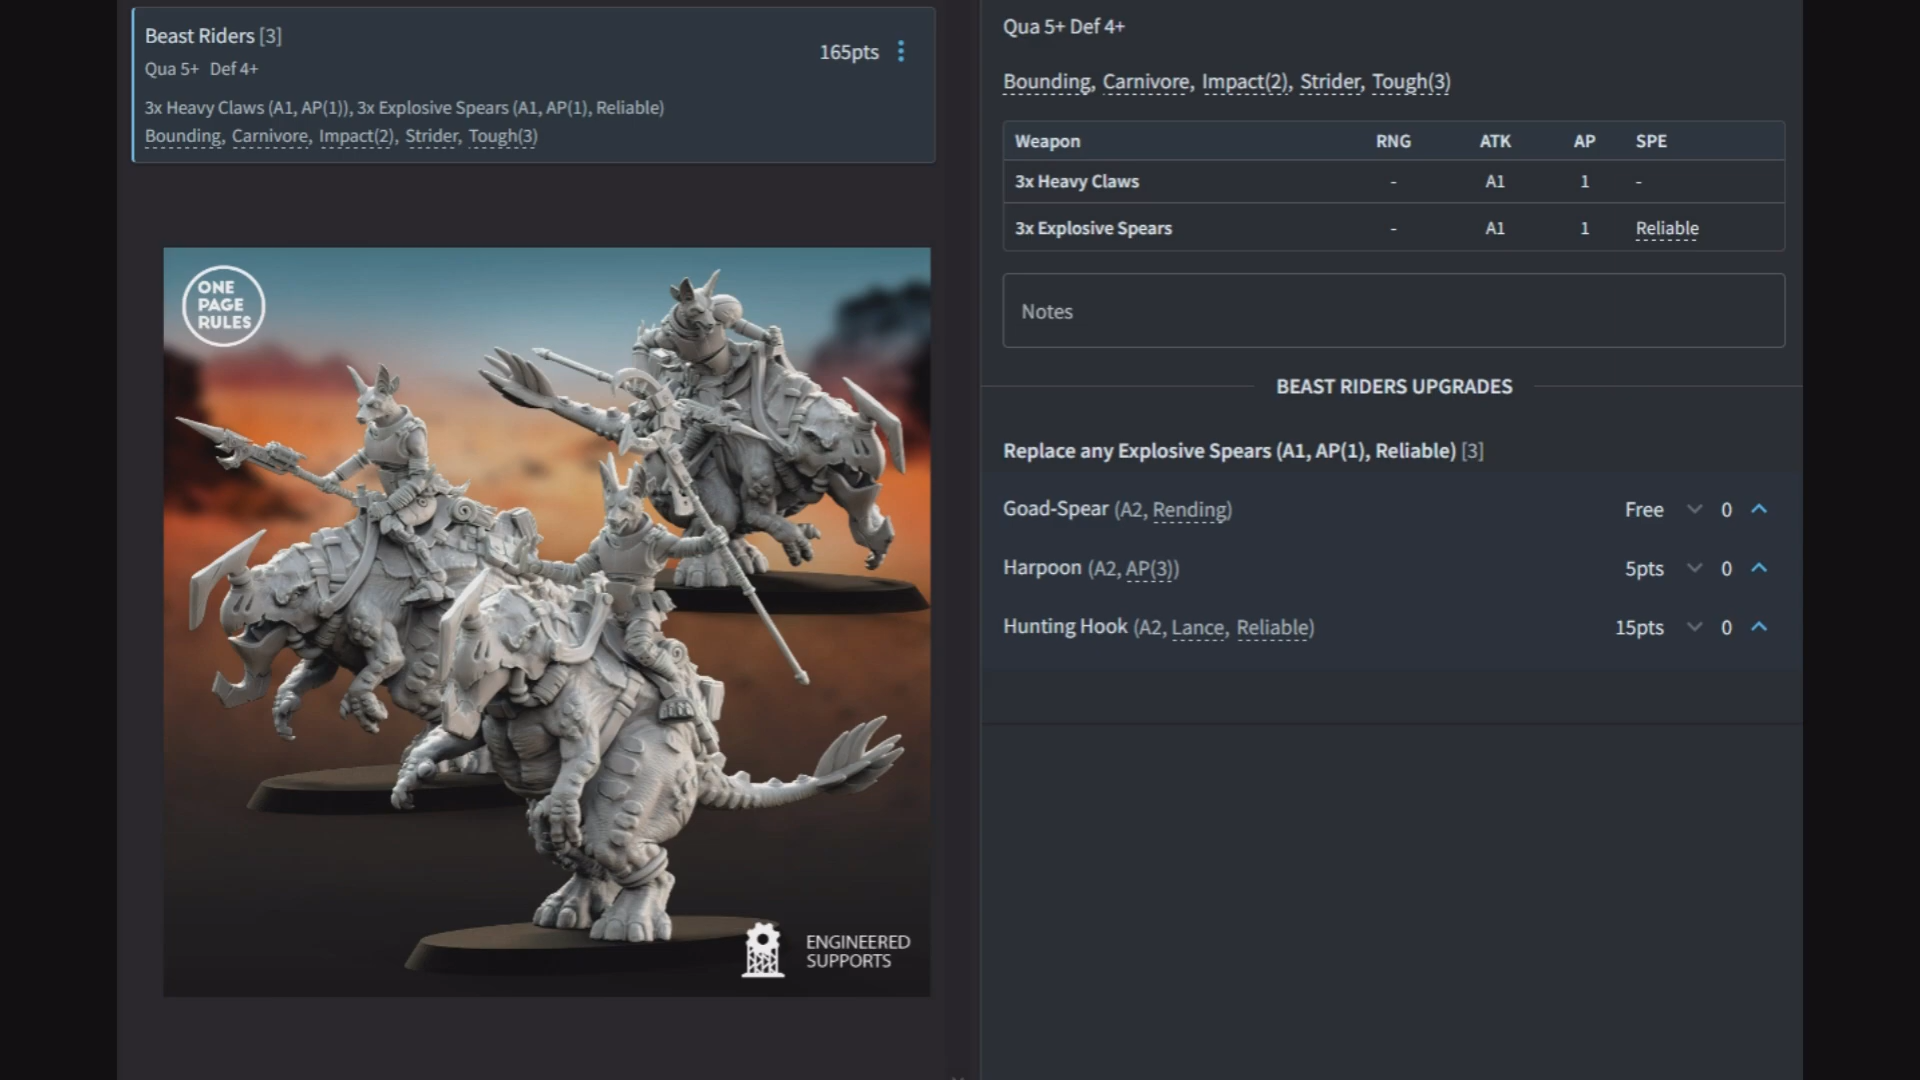 Beast Riders [3]
Qua 5+ Def 4+
165pts
3x Heavy Claws (A1, AP(1)), 3x Explosive Spears (A1, AP(1), Reliable)
Bounding, Carnivore, Impact(2), Strider, Tough(3)
ONE
PAGE
RULES
ENGINEERED
SUPPORTS
Qua 5+ Def 4+
Bounding, Carnivore, Impact(2), Strider, Tough(3)
Weapon RNG ATK AP SPE
3x Heavy Claws - A1 1 -
3x Explosive Spears - A1 1 Reliable
Notes
BEAST RIDERS UPGRADES
Replace any Explosive Spears (A1, AP(1), Reliable) [3]
Goad-Spear (A2, Rending) Free 0
Harpoon (A2, AP(3)) 5pts 0
Hunting Hook (A2, Lance, Reliable) 15pts 0